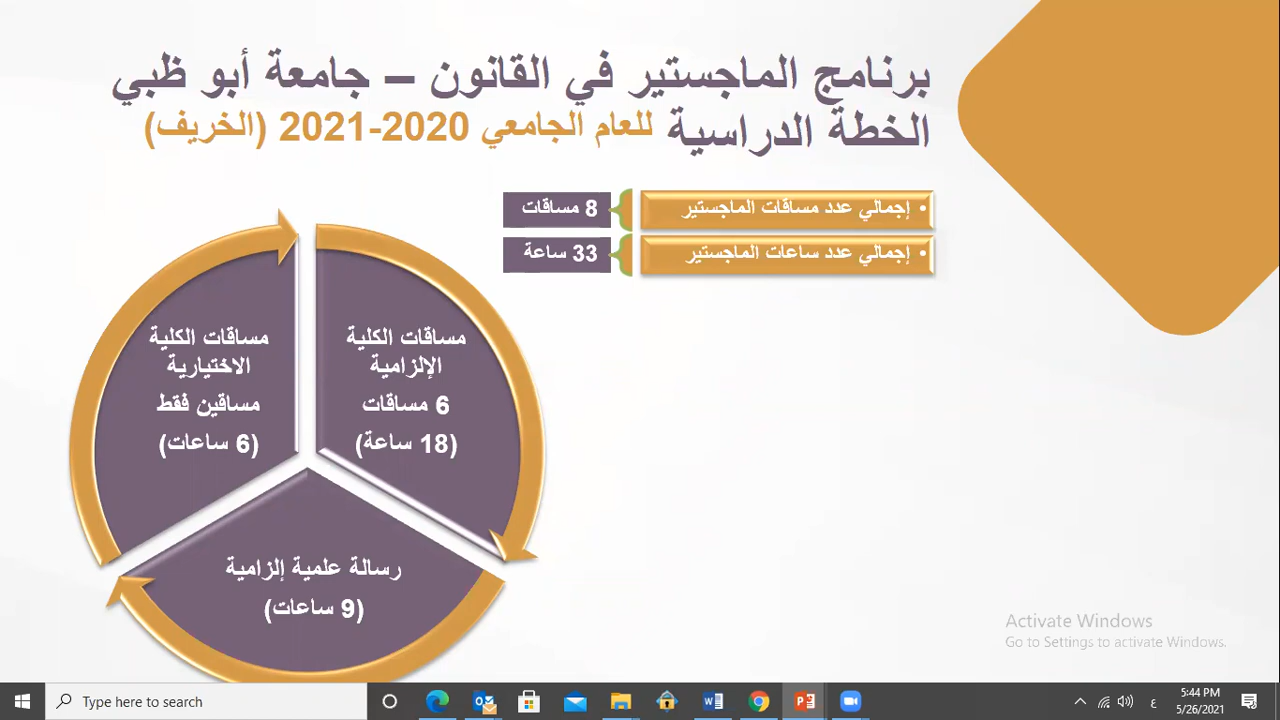 برنامج الماجستير في القانون – جامعة أبو ظبي
الخطة الدراسية للعام الجامعي 2020-2021 (الخريف)
• إجمالي عدد مساقات الماجستير
8 مساقات
• إجمالي عدد ساعات الماجستير
33 ساعة
مساقات الكلية
الإلزامية
6 مساقات
(18 ساعة)
مساقات الكلية
الاختيارية
مساقين فقط
(6 ساعات)
رسالة علمية إلزامية
(9 ساعات)
Activate Windows
Go to Settings to activate Windows.
Type here to search
ع
5:44 PM
5/26/2021